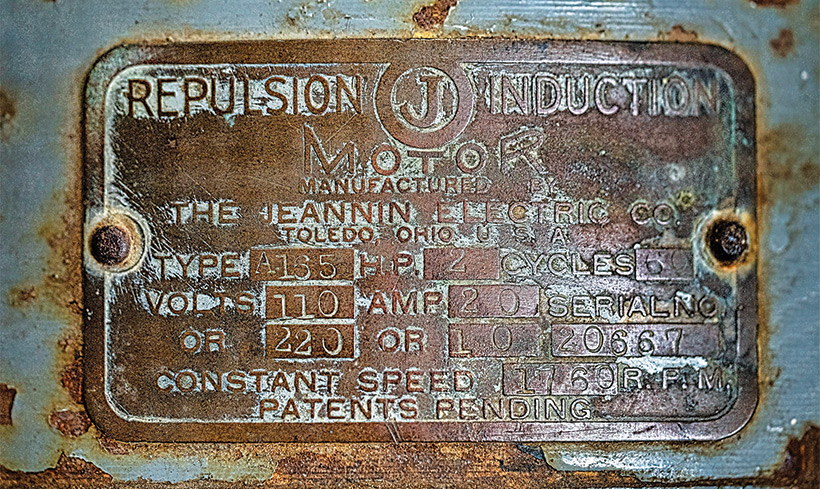 REPULSION J INDUCTION
MOTOR
MANUFACTURED BY
THE JEANNIN ELECTRIC CO.
TOLEDO, OHIO, U.S.A.
TYPE A135 H.P. 2 CYCLES 60
VOLTS 110 AMP. 20 SERIAL NO.
OR 220 OR 10 20667
CONSTANT SPEED 1760 R.P.M.
PATENTS PENDING